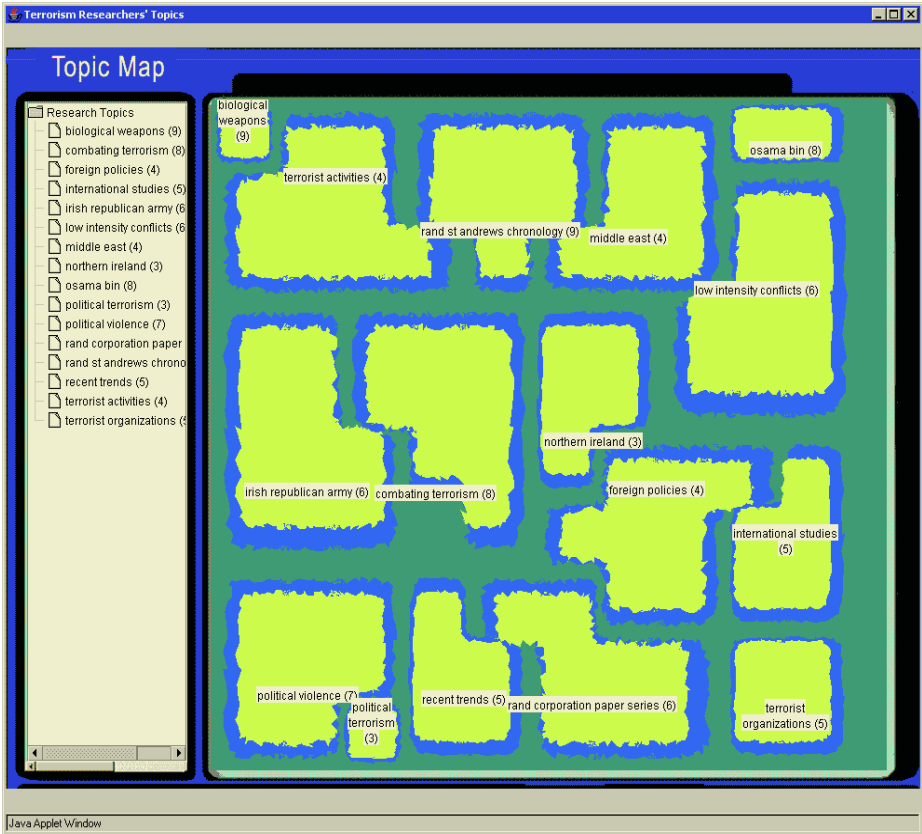 Terrorism Researchers' Topics
Topic Map
Research Topics
biological weapons (9)
combating terrorism (8)
foreign policies (4)
international studies (5)
irish republican army (6
low intensity conflicts (6
middle east (4)
northern ireland (3)
osama bin (8)
political terrorism (3)
political violence (7)
rand corporation paper
rand st andrews chrono
recent trends (5)
terrorist activities (4)
terrorist organizations (5
biological
weapons
(9)
osama bin (8)
terrorist activities (4)
rand st andrews chronology (9)
middle east (4)
low intensity conflicts (6)
northern ireland (3)
irish republican army (6)
combating terrorism (8)
foreign policies (4)
international studies
(5)
political violence (7)
political
terrorism
(3)
recent trends (5)
rand corporation paper series (6)
terrorist
organizations (5)
Java Applet Window